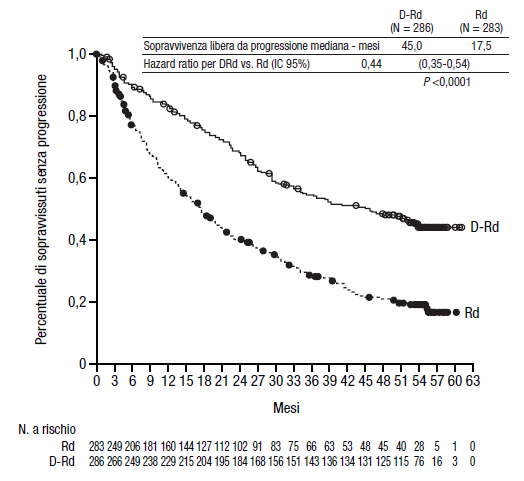 D-Rd Rd
(N = 286) (N = 283)
Sopravvivenza libera da progressione mediana - mesi 45,0 17,5
Hazard ratio per DRd vs. Rd (IC 95%) 0,44 (0,35-0,54)
P <0,0001
Percentuale di sopravvissuti senza progressione
1,0
0,8
0,6
0,4
0,2
0
D-Rd
Rd
0 3 6 9 12 15 18 21 24 27 30 33 36 39 42 45 48 51 54 57 60 63
Mesi
N. a rischio
Rd 283 249 206 181 160 144 127 112 102 91 83 75 66 63 53 48 45 40 28 5 1 0
D-Rd 286 266 249 238 229 215 204 195 184 168 156 151 143 136 134 131 125 115 76 16 3 0